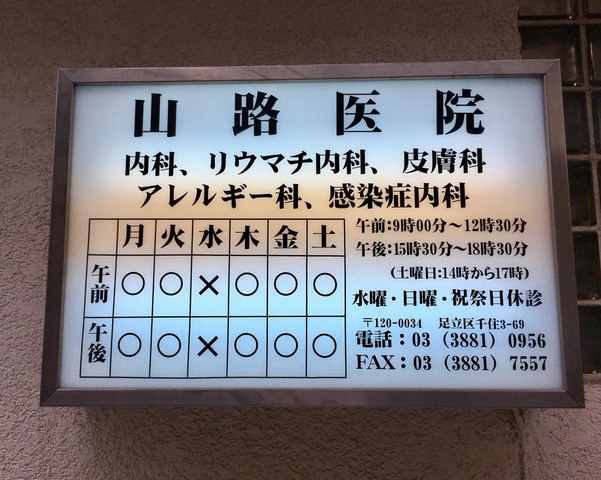 山路医院
内科、リウマチ内科、皮膚科
アレルギー科、感染症内科
月 火 水 木 金 土
午前 ○ ○ × ○ ○ ○
午後 ○ ○ × ○ ○ ○
午前:9時00分～12時30分
午後:15時30分～18時30分
(土曜日:14時から17時)
水曜・日曜・祝祭日休診
〒120-0034 足立区千住3-69
電話:03(3881)0956
FAX:03(3881)7557